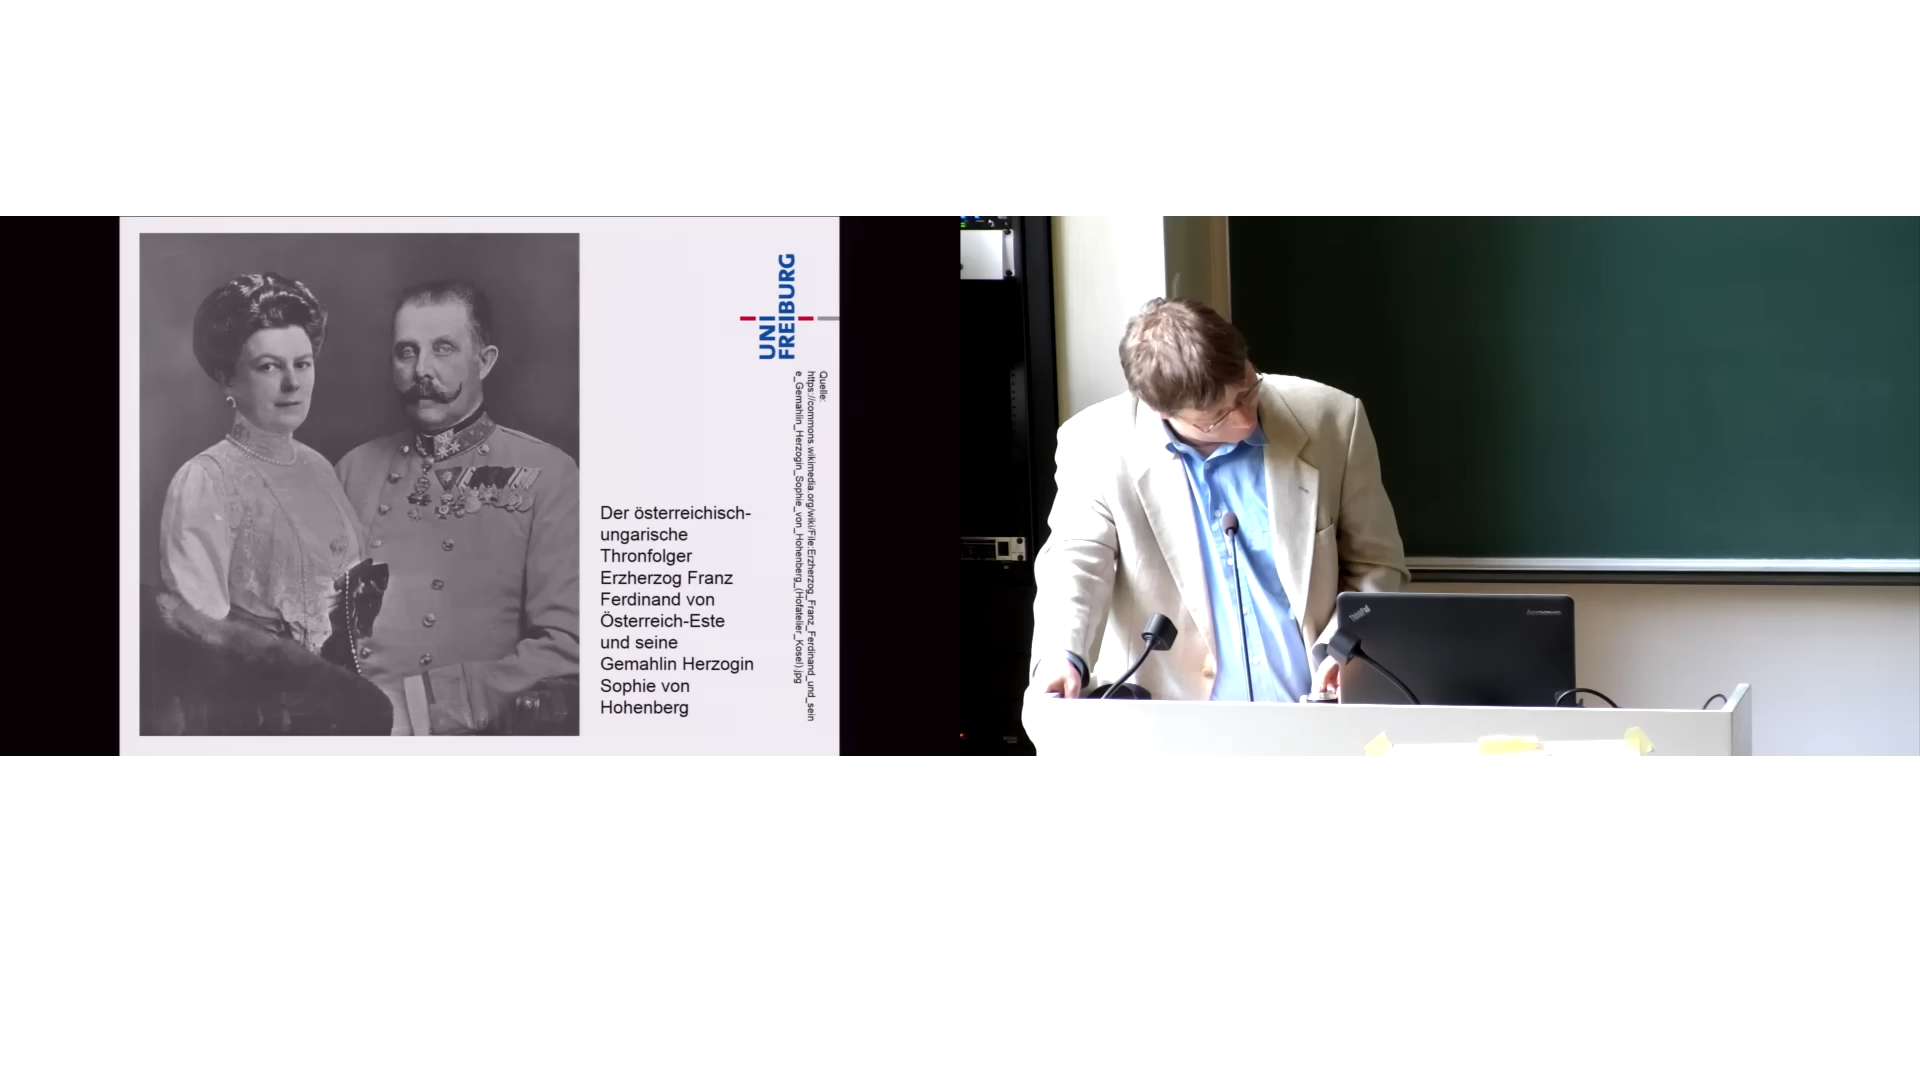 UNI
FREIBURG
Quelle:
https://commons.wikimedia.org/wiki/File:Erzherzog_Franz_Ferdinand_und_sein
e_Gemahlin_Herzogin_Sophie_von_Hohenberg_(Hofatelier_Kosel).jpg
Der österreichisch-
ungarische
Thronfolger
Erzherzog Franz
Ferdinand von
Österreich-Este
und seine
Gemahlin Herzogin
Sophie von
Hohenberg
ThinkPad
lenovo